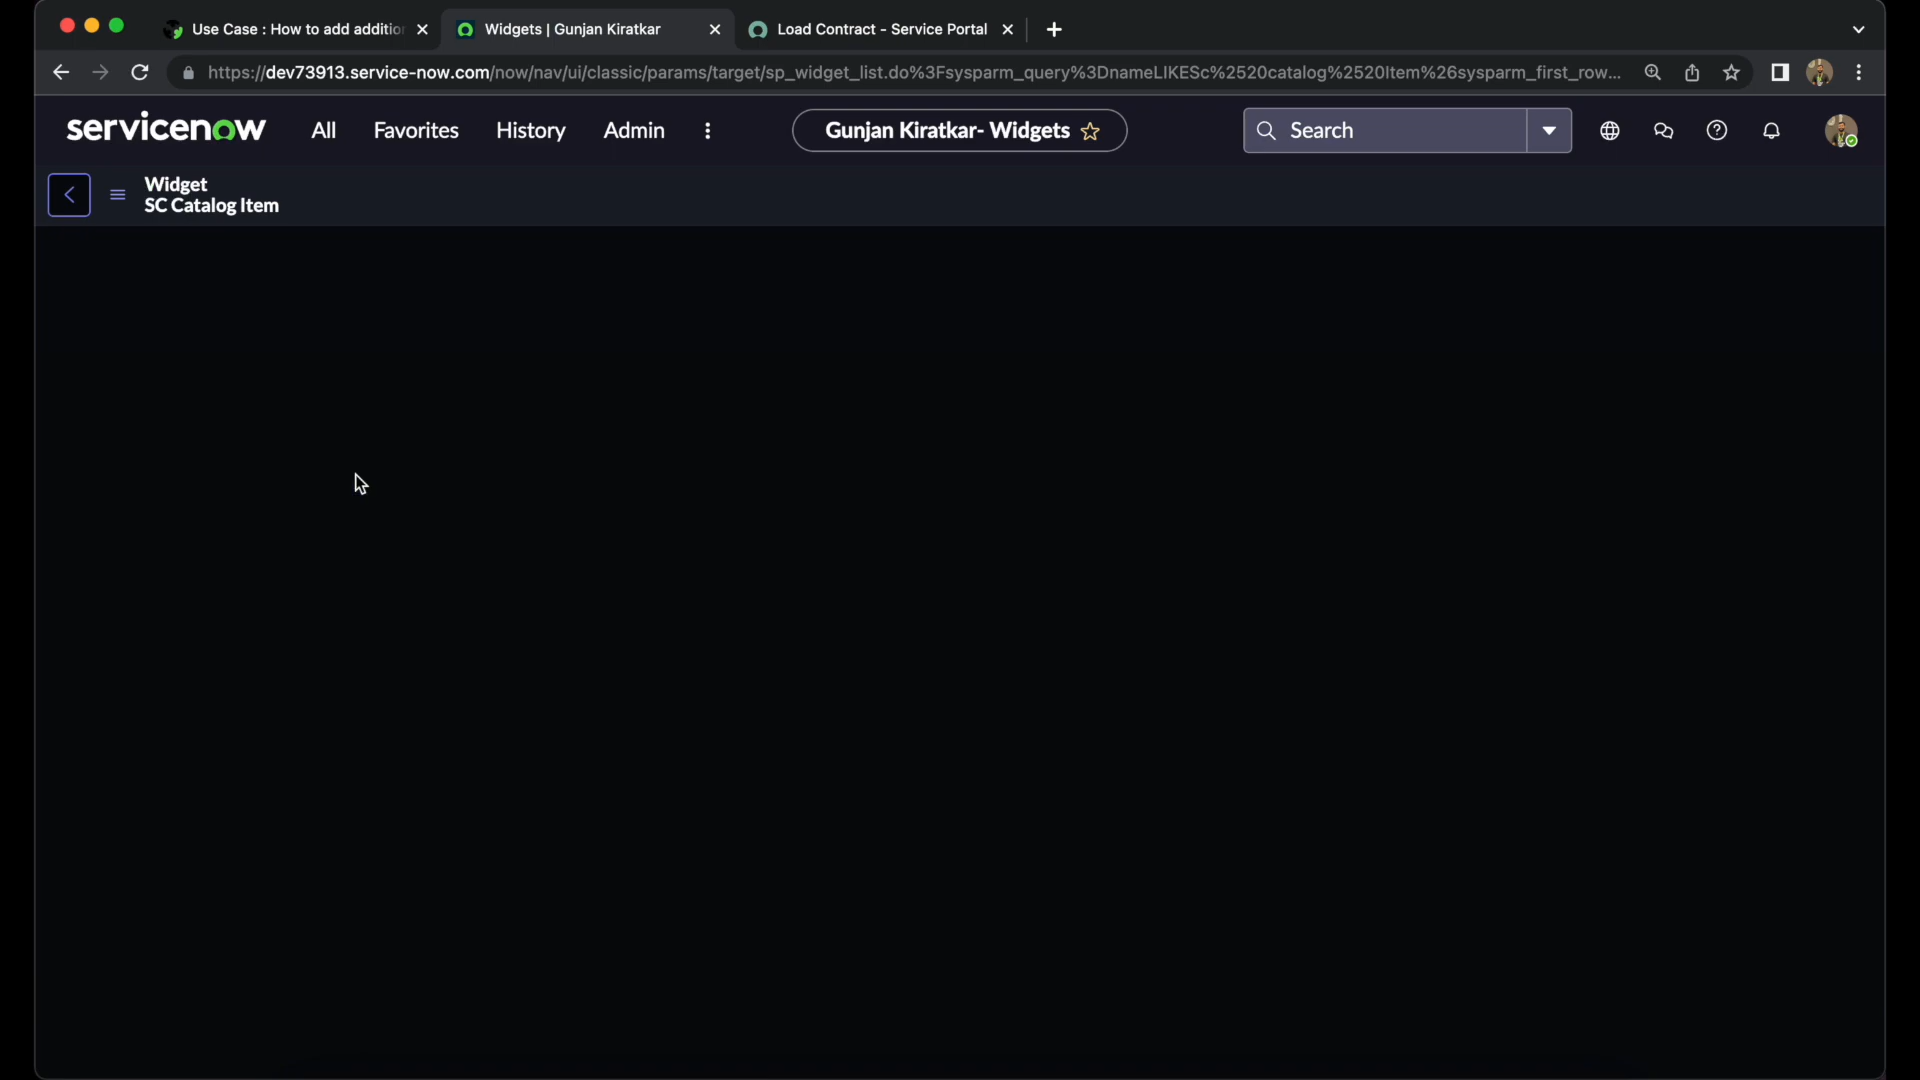 Use Case : How to add additio
Widgets | Gunjan Kiratkar
Load Contract - Service Portal
https://dev73913.service-now.com/now/nav/ui/classic/params/target/sp_widget_list.do%3Fsysparm_query%3DnameLIKESc%2520catalog%2520Item%26sysparm_first_row...
servicenow
All
Favorites
History
Admin
Gunjan Kiratkar- Widgets
Search
Widget
SC Catalog Item